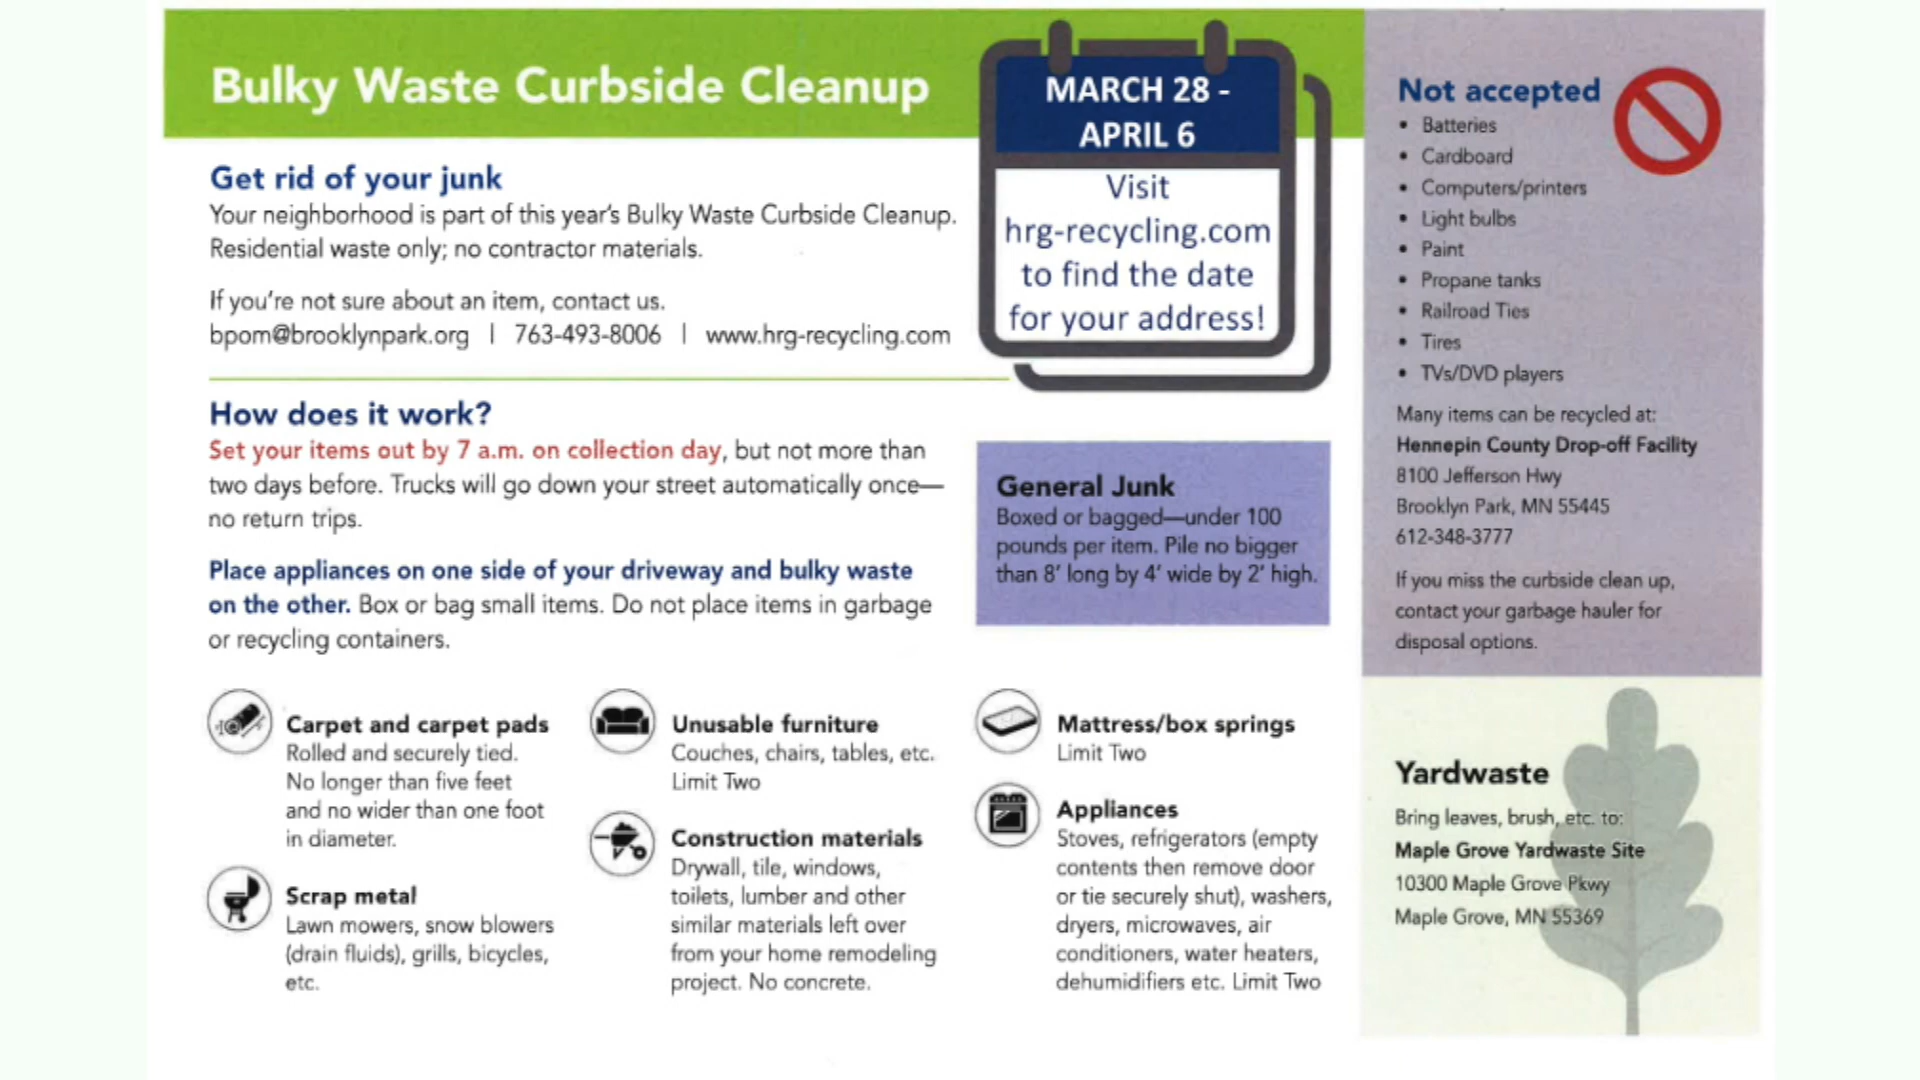 Bulky Waste Curbside Cleanup
MARCH 28 -
APRIL 6
Visit
hrg-recycling.com
to find the date
for your address!
Get rid of your junk
Your neighborhood is part of this year's Bulky Waste Curbside Cleanup.
Residential waste only; no contractor materials.
If you're not sure about an item, contact us.
bpom@brooklynpark.org | 763-493-8006 | www.hrg-recycling.com
How does it work?
Set your items out by 7 a.m. on collection day, but not more than
two days before. Trucks will go down your street automatically once—
no return trips.
Place appliances on one side of your driveway and bulky waste
on the other. Box or bag small items. Do not place items in garbage
or recycling containers.
General Junk
Boxed or bagged—under 100
pounds per item. Pile no bigger
than 8' long by 4' wide by 2' high.
Carpet and carpet pads
Rolled and securely tied.
No longer than five feet
and no wider than one foot
in diameter.
Scrap metal
Lawn mowers, snow blowers
(drain fluids), grills, bicycles,
etc.
Unusable furniture
Couches, chairs, tables, etc.
Limit Two
Construction materials
Drywall, tile, windows,
toilets, lumber and other
similar materials left over
from your home remodeling
project. No concrete.
Mattress/box springs
Limit Two
Appliances
Stoves, refrigerators (empty
contents then remove door
or tie securely shut), washers,
dryers, microwaves, air
conditioners, water heaters,
dehumidifiers etc. Limit Two
Not accepted
• Batteries
• Cardboard
• Computers/printers
• Light bulbs
• Paint
• Propane tanks
• Railroad Ties
• Tires
• TVs/DVD players
Many items can be recycled at:
Hennepin County Drop-off Facility
8100 Jefferson Hwy
Brooklyn Park, MN 55445
612-348-3777
If you miss the curbside clean up,
contact your garbage hauler for
disposal options.
Yardwaste
Bring leaves, brush, etc. to:
Maple Grove Yardwaste Site
10300 Maple Grove Pkwy
Maple Grove, MN 55369